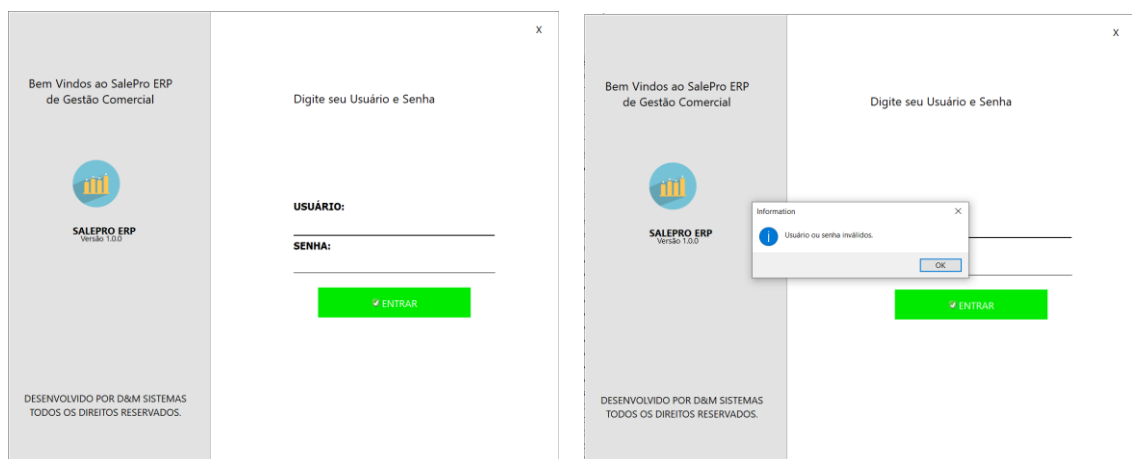 X
Bem Vindos ao SalePro ERP
de Gestão Comercial
Digite seu Usuário e Senha
USUÁRIO:
SALEPRO ERP
Versão 1.0.0
SENHA:
ENTRAR
DESENVOLVIDO POR D&M SISTEMAS
TODOS OS DIREITOS RESERVADOS.
X
Bem Vindos ao SalePro ERP
de Gestão Comercial
Digite seu Usuário e Senha
Information
Usuário ou senha inválidos.
SALEPRO ERP
Versão 1.0.0
OK
ENTRAR
DESENVOLVIDO POR D&M SISTEMAS
TODOS OS DIREITOS RESERVADOS.